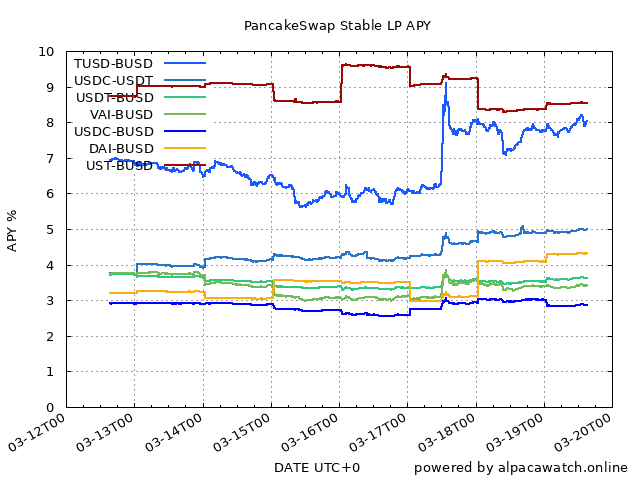 PancakeSwap Stable LP APY
10
9
8
7
6
5
4
3
2
1
0
APY %
TUSD-BUSD
USDC-USDT
USDT-BUSD
VAI-BUSD
USDC-BUSD
DAI-BUSD
UST-BUSD
03-12T00
03-13T00
03-14T00
03-15T00
03-16T00
03-17T00
03-18T00
03-19T00
03-20T00
DATE UTC+0
powered by alpacawatch.online